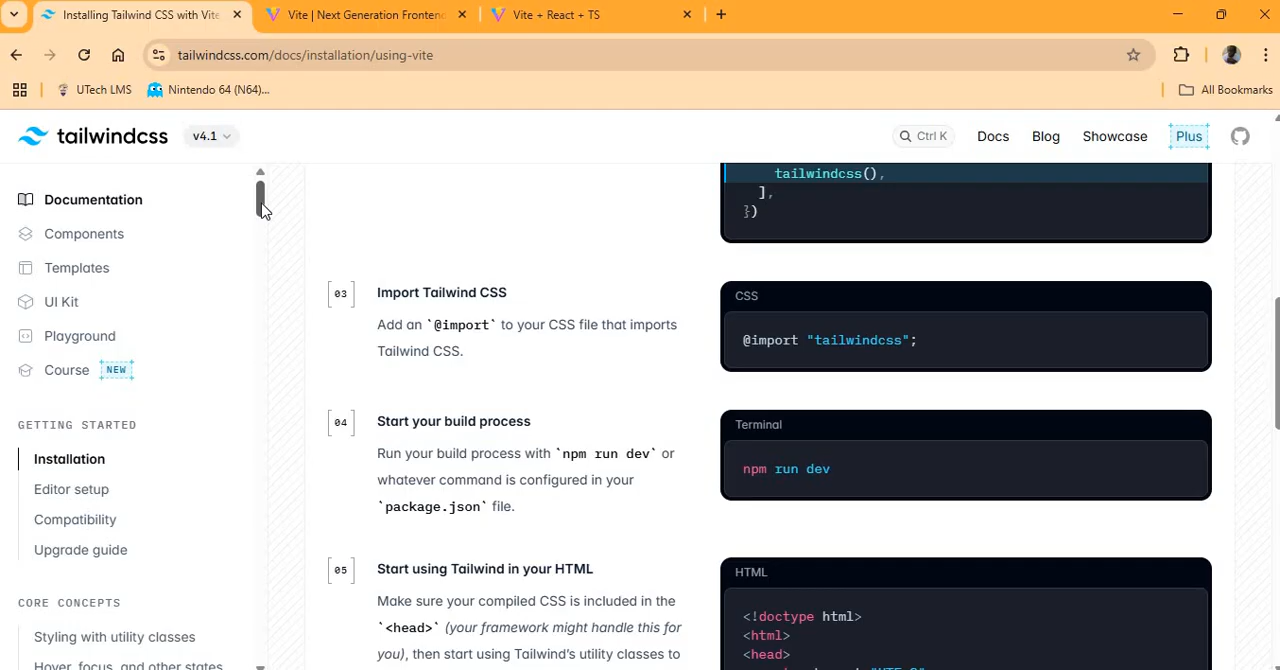 Installing Tailwind CSS with Vite
Vite | Next Generation Frontend
Vite + React + TS
tailwindcss.com/docs/installation/using-vite
UTech LMS
Nintendo 64 (N64)...
All Bookmarks
tailwindcss
v4.1
Ctrl K
Docs
Blog
Showcase
Plus
Documentation
Components
Templates
UI Kit
Playground
Course NEW
GETTING STARTED
Installation
Editor setup
Compatibility
Upgrade guide
CORE CONCEPTS
Styling with utility classes
Hover, focus, and other states
tailwindcss(),
],
})
03
Import Tailwind CSS
Add an `@import` to your CSS file that imports
Tailwind CSS.
CSS
@import "tailwindcss";
04
Start your build process
Run your build process with `npm run dev` or
whatever command is configured in your
`package.json` file.
Terminal
npm run dev
05
Start using Tailwind in your HTML
Make sure your compiled CSS is included in the
`<head>` (your framework might handle this for
you), then start using Tailwind's utility classes to
HTML
<!doctype html>
<html>
<head>